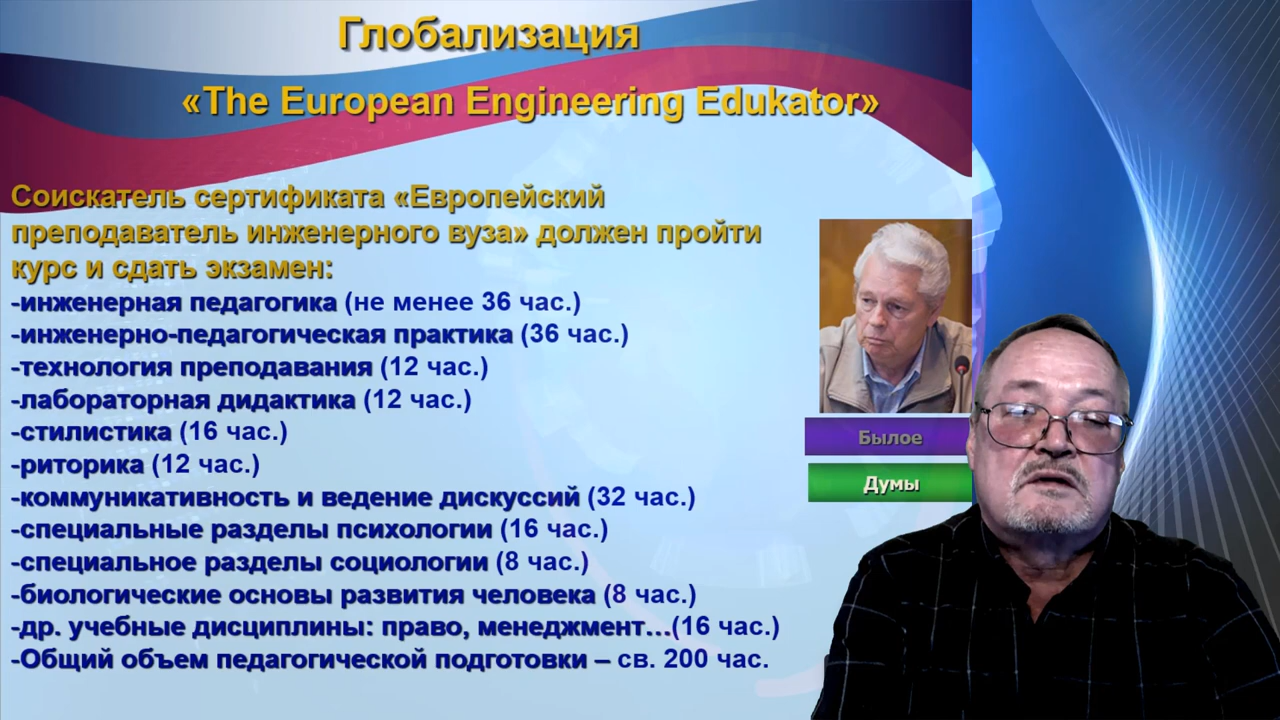 Глобализация
«The European Engineering Edukator»
Соискатель сертификата «Европейский
преподаватель инженерного вуза» должен пройти
курс и сдать экзамен:
-инженерная педагогика (не менее 36 час.)
-инженерно-педагогическая практика (36 час.)
-технология преподавания (12 час.)
-лабораторная дидактика (12 час.)
-стилистика (16 час.)
-риторика (12 час.)
-коммуникативность и ведение дискуссий (32 час.)
-специальные разделы психологии (16 час.)
-специальное разделы социологии (8 час.)
-биологические основы развития человека (8 час.)
-др. учебные дисциплины: право, менеджмент…(16 час.)
-Общий объем педагогической подготовки – св. 200 час.
Былое
Думы